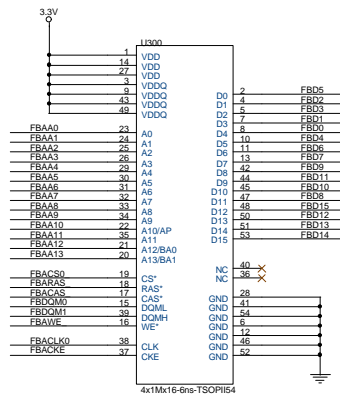 3.3V
U300
1 VDD
14 VDD
27 VDD
3 VDDQ
9 VDDQ
43 VDDQ
49 VDDQ
FBAA0 23 A0
FBAA1 24 A1
FBAA2 25 A2
FBAA3 26 A3
FBAA4 29 A4
FBAA5 30 A5
FBAA6 31 A6
FBAA7 32 A7
FBAA8 33 A8
FBAA9 34 A9
FBAA10 22 A10/AP
FBAA11 35 A11
FBAA12 21 A12/BA0
FBAA13 20 A13/BA1
FBACS0 19 CS*
FBARAS_ 18 RAS*
FBACAS 17 CAS*
FBDQM0 15 DQML
FBDQM1 39 DQMH
FBAWE_ 16 WE*
FBACLK0 38 CLK
FBACKE 37 CKE
D0 2 FBD5
D1 4 FBD2
D2 5 FBD3
D3 7 FBD1
D4 8 FBD0
D5 10 FBD4
D6 11 FBD6
D7 13 FBD7
D8 42 FBD9
D9 44 FBD11
D10 45 FBD10
D11 47 FBD8
D12 48 FBD15
D13 50 FBD12
D14 51 FBD13
D15 53 FBD14
NC 40
NC 36
GND 28
GND 41
GND 54
GND 6
GND 12
GND 46
GND 52
4x1Mx16-6ns-TSOPII54